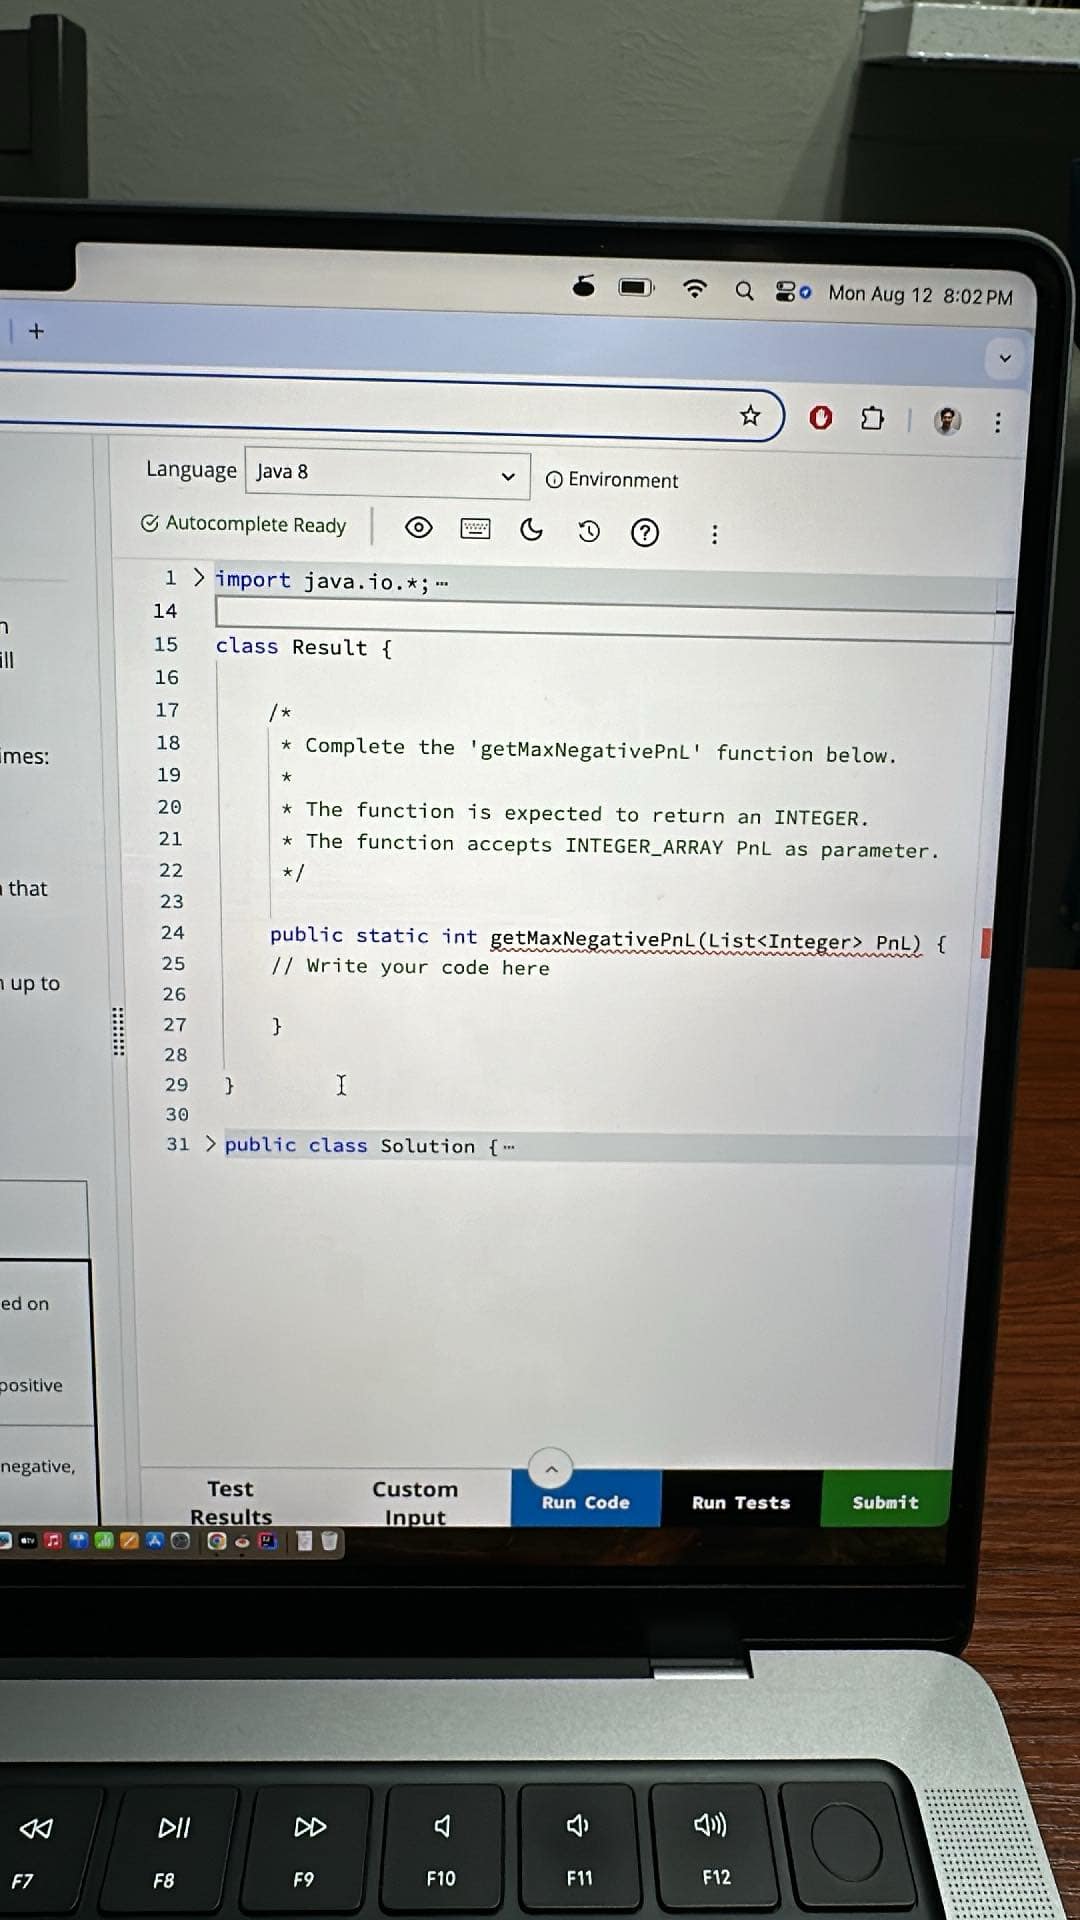 Mon Aug 12 8:02 PM
+
Language Java 8 Environment
Autocomplete Ready
1 import java.io.*;
14
15 class Result {
16
17 /*
18 * Complete the 'getMaxNegativePnL' function below.
19 *
20 * The function is expected to return an INTEGER.
21 * The function accepts INTEGER_ARRAY PnL as parameter.
22 */
23
24 public static int getMaxNegativePnL(List<Integer> PnL) {
25 // Write your code here
26
27 }
28
29 }
30
31 public class Solution {
that
up to
ed on
positive
negative,
Test Results
Custom Input
Run Code
Run Tests
Submit
F7
F8
F9
F10
F11
F12